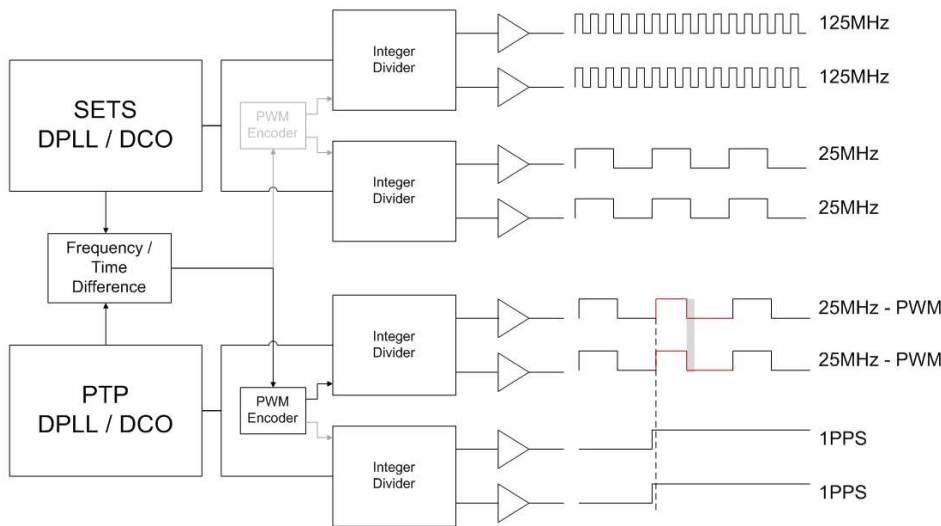 Integer
Divider
125MHz
125MHz
SETS
DPLL / DCO
PWM
Encoder
Integer
Divider
25MHz
25MHz
Frequency /
Time
Difference
Integer
Divider
25MHz - PWM
25MHz - PWM
PTP
DPLL / DCO
PWM
Encoder
Integer
Divider
1PPS
1PPS